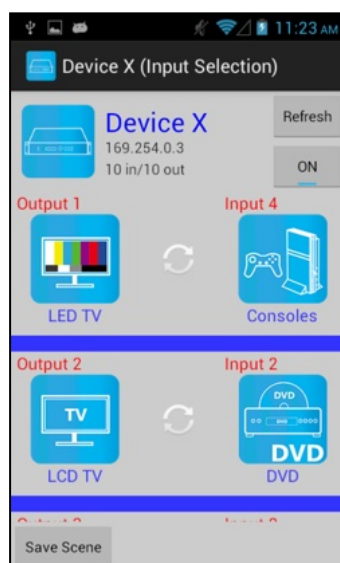 11:23 AM
Device X (Input Selection)
Device X
169.254.0.3
10 in/10 out
Refresh
ON
Output 1
Input 4
LED TV
Consoles
Output 2
Input 2
TV
DVD
DVD
LCD TV
DVD
Save Scene